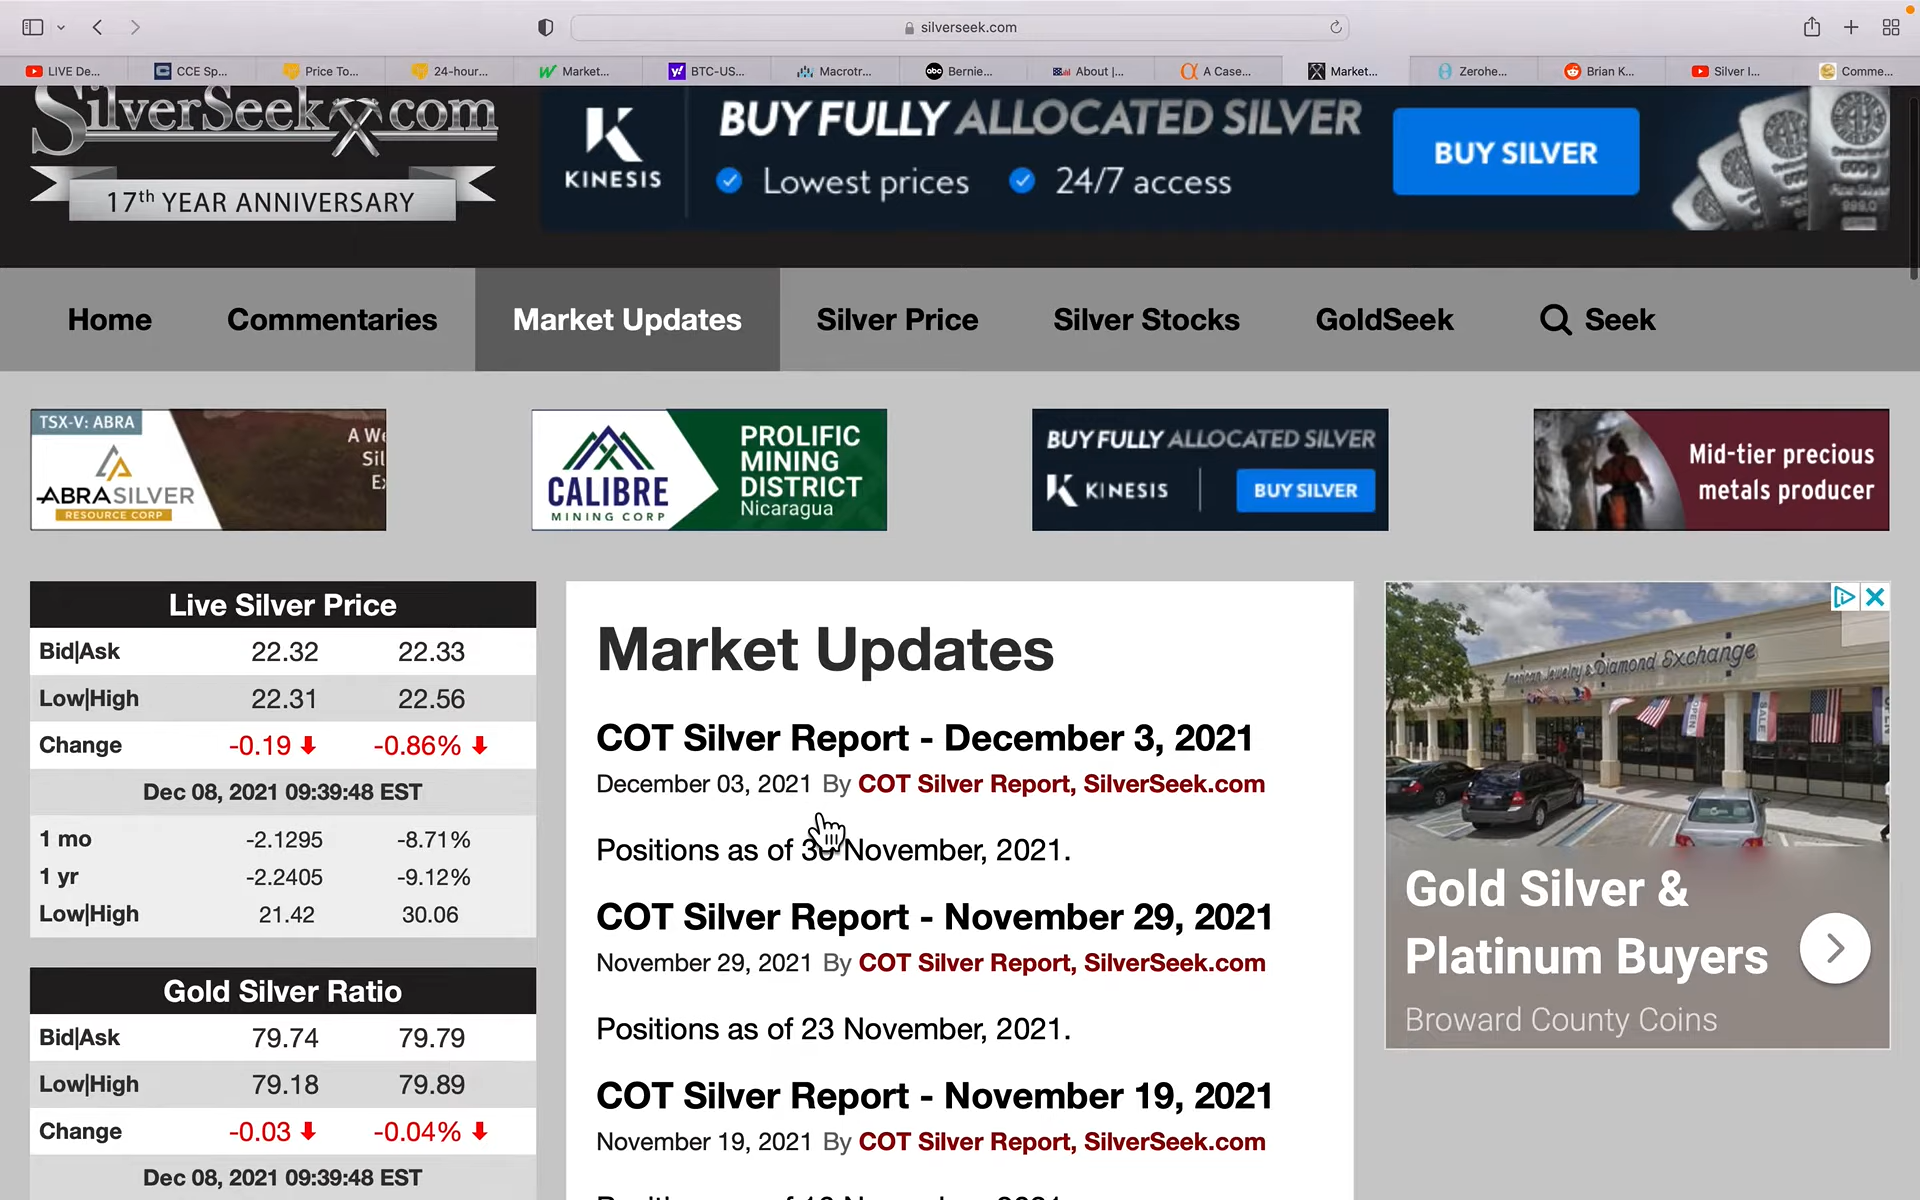 silverseek.com
LIVE De...
CCE Sp...
Price To...
24-hour...
Market...
BTC-US...
Macrotr...
Bernie...
About |...
A Case...
Market...
Zerohe...
Brian K...
Silver I...
Comme...
SilverSeek.com
17th YEAR ANNIVERSARY
KINESIS
BUY FULLY ALLOCATED SILVER
Lowest prices 24/7 access
BUY SILVER
Home Commentaries Market Updates Silver Price Silver Stocks GoldSeek Seek
TSX-V: ABRA
ABRASILVER
RESOURCE CORP
A We
Sil
Ex
CALIBRE
MINING CORP
PROLIFIC
MINING
DISTRICT
Nicaragua
BUY FULLY ALLOCATED SILVER
KINESIS
BUY SILVER
Mid-tier precious
metals producer
Live Silver Price
Bid|Ask 22.32 22.33
Low|High 22.31 22.56
Change -0.19 -0.86%
Dec 08, 2021 09:39:48 EST
1 mo -2.1295 -8.71%
1 yr -2.2405 -9.12%
Low|High 21.42 30.06
Gold Silver Ratio
Bid|Ask 79.74 79.79
Low|High 79.18 79.89
Change -0.03 -0.04%
Dec 08, 2021 09:39:48 EST
Market Updates
COT Silver Report - December 3, 2021
December 03, 2021 By COT Silver Report, SilverSeek.com
Positions as of 30 November, 2021.
COT Silver Report - November 29, 2021
November 29, 2021 By COT Silver Report, SilverSeek.com
Positions as of 23 November, 2021.
COT Silver Report - November 19, 2021
November 19, 2021 By COT Silver Report, SilverSeek.com
American Jewelry & Diamond Exchange
OPEN
SALE
Gold Silver &
Platinum Buyers
Broward County Coins